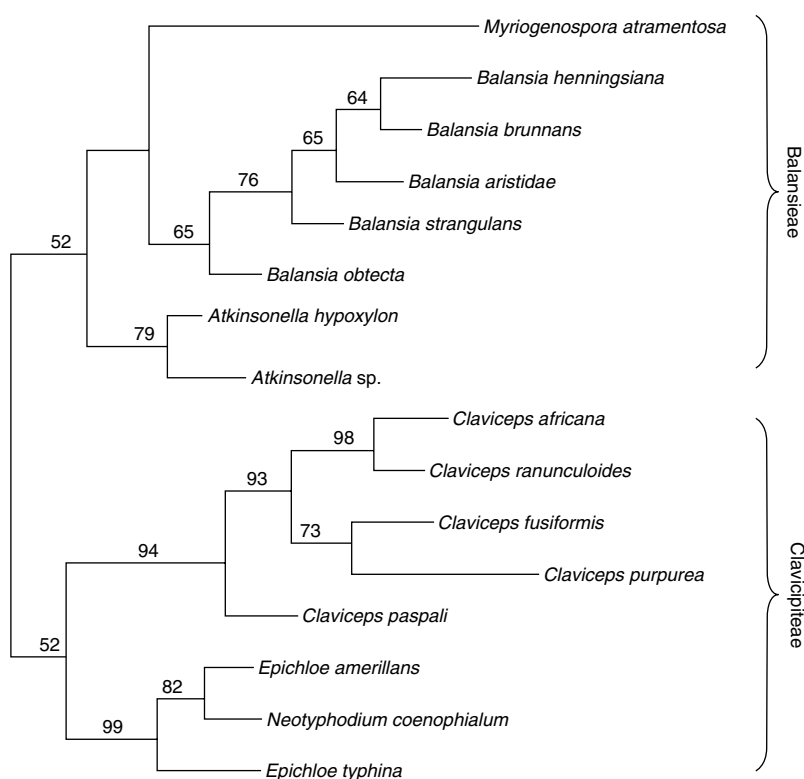 Myriogenospora atramentosa
Balansia henningsiana
64
Balansia brunnans
65
Balansia aristidae
76
Balansia strangulans
65
52
Balansia obtecta
Atkinsonella hypoxylon
79
Atkinsonella sp.
Balansieae
Claviceps africana
98
Claviceps ranunculoides
93
Claviceps fusiformis
73
94
Claviceps purpurea
Claviceps paspali
52
Epichloe amerillans
82
Neotyphodium coenophialum
99
Epichloe typhina
Clavicipiteae